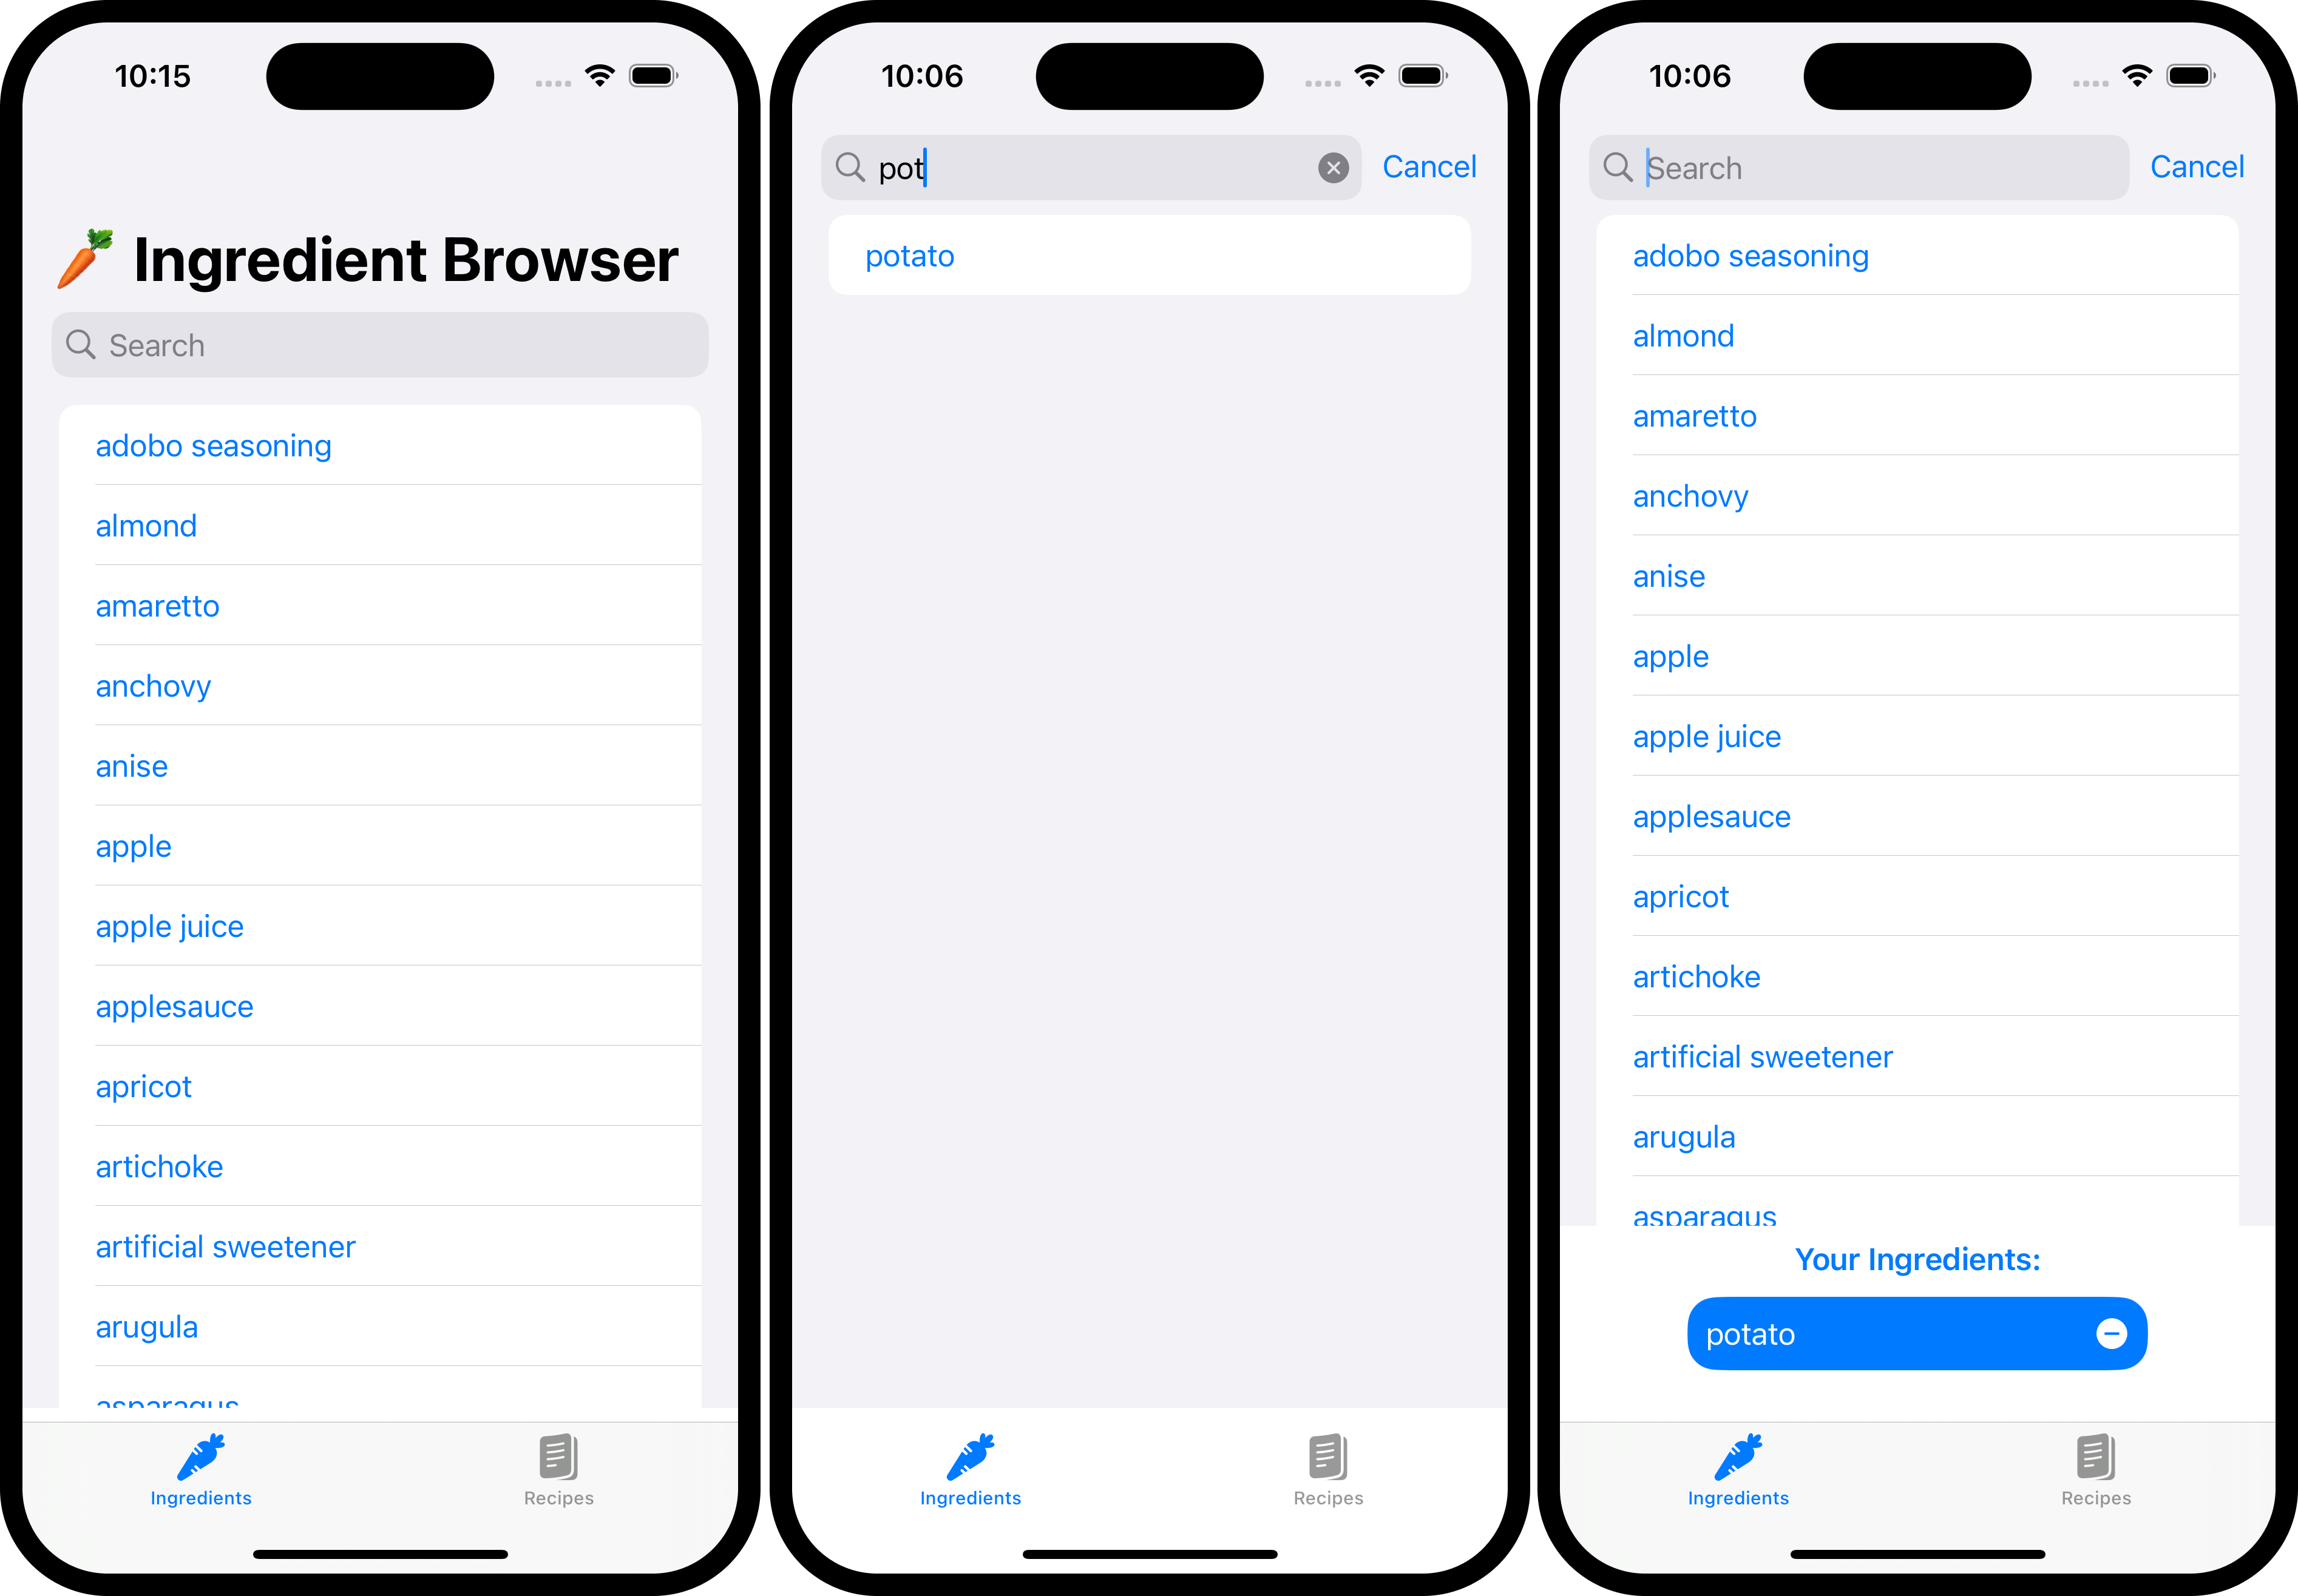 10:15
🥕 Ingredient Browser
Search
adobo seasoning
almond
amaretto
anchovy
anise
apple
apple juice
applesauce
apricot
artichoke
artificial sweetener
arugula
asparagus
Ingredients
Recipes
10:06
pot
Cancel
potato
Ingredients
Recipes
10:06
Search
Cancel
adobo seasoning
almond
amaretto
anchovy
anise
apple
apple juice
applesauce
apricot
artichoke
artificial sweetener
arugula
asparagus
Your Ingredients:
potato
Ingredients
Recipes